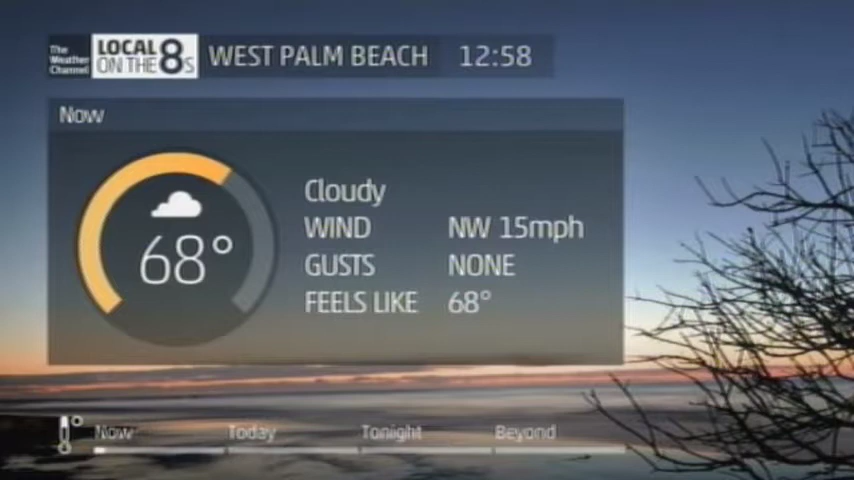 The Weather Channel
LOCAL ON THE 8s
WEST PALM BEACH 12:58
Now
68°
Cloudy
WIND NW 15mph
GUSTS NONE
FEELS LIKE 68°
Now Today Tonight Beyond